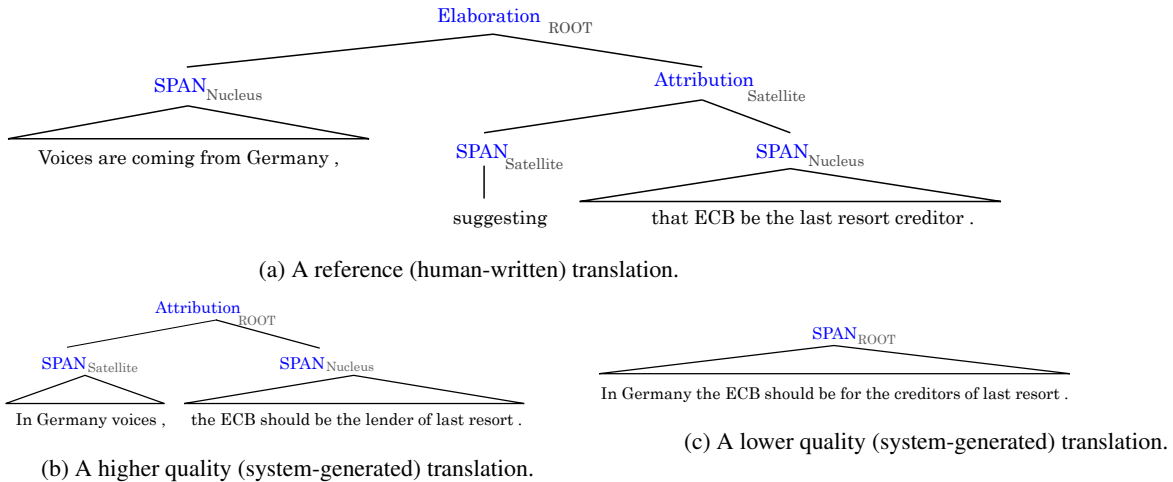 Elaboration ROOT
SPAN Nucleus
Attribution Satellite
Voices are coming from Germany ,
SPAN Satellite
SPAN Nucleus
suggesting
that ECB be the last resort creditor .
(a) A reference (human-written) translation.
Attribution ROOT
SPAN Satellite
SPAN Nucleus
In Germany voices ,
the ECB should be the lender of last resort .
(b) A higher quality (system-generated) translation.
SPAN ROOT
In Germany the ECB should be for the creditors of last resort .
(c) A lower quality (system-generated) translation.